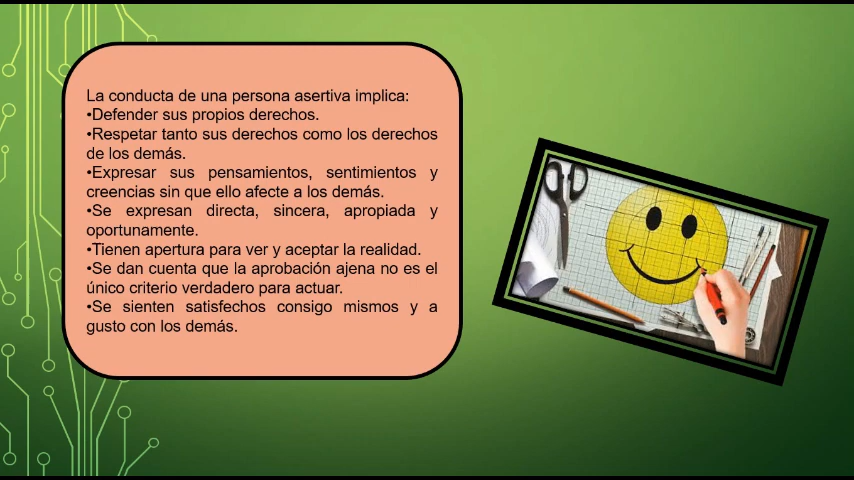 La conducta de una persona asertiva implica:
•Defender sus propios derechos.
•Respetar tanto sus derechos como los derechos
de los demás.
•Expresar sus pensamientos, sentimientos y
creencias sin que ello afecte a los demás.
•Se expresan directa, sincera, apropiada y
oportunamente.
•Tienen apertura para ver y aceptar la realidad.
•Se dan cuenta que la aprobación ajena no es el
único criterio verdadero para actuar.
•Se sienten satisfechos consigo mismos y a
gusto con los demás.